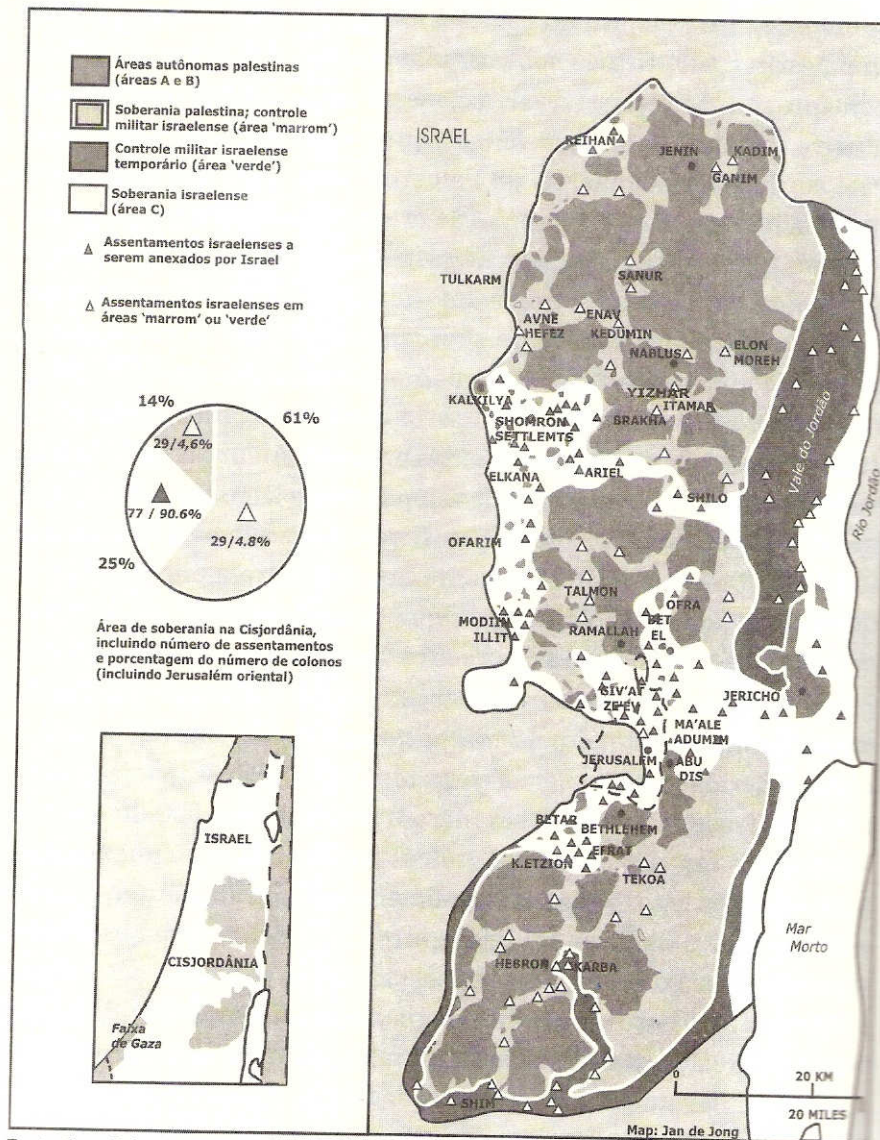 Áreas autônomas palestinas
(áreas A e B)
Soberania palestina; controle
militar israelense (área 'marrom')
Controle militar israelense
temporário (área 'verde')
Soberania israelense
(área C)
Assentamentos israelenses a
serem anexados por Israel
Assentamentos israelenses em
áreas 'marrom' ou 'verde'
14%
61%
29/4,6%
77 / 90.6%
29/4.8%
25%
Área de soberania na Cisjordânia,
incluindo número de assentamentos
e porcentagem do número de colonos
(incluindo Jerusalém oriental)
ISRAEL
CISJORDÂNIA
Faixa
de Gaza
ISRAEL
REIHAN
JENIN
KADIM
GANIM
TULKARM
SANUR
AVNE
HEFEZ
ENAV
KEDUMIN
NABLUS
ELON
MOREH
KALKILYA
YIZHAR
ITAMAR
BRAKHA
SHOMRON
SETTLEMTS
ELKANA
ARIEL
SHILO
Vale do Jordão
Rio Jordão
OFARIM
TALMON
OFRA
MODIIN
ILLIT
RAMALLAH
BET
EL
GIV'AT
ZE'EV
JERICHO
MA'ALE
ADUMIM
JERUSALEM
ABU
DIS
BETAR
BETHLEHEM
EFRAT
K.ETZION
TEKOA
Mar
Morto
HEBRON
KARBA
SHIM
0
20 KM
20 MILES
Map: Jan de Jong